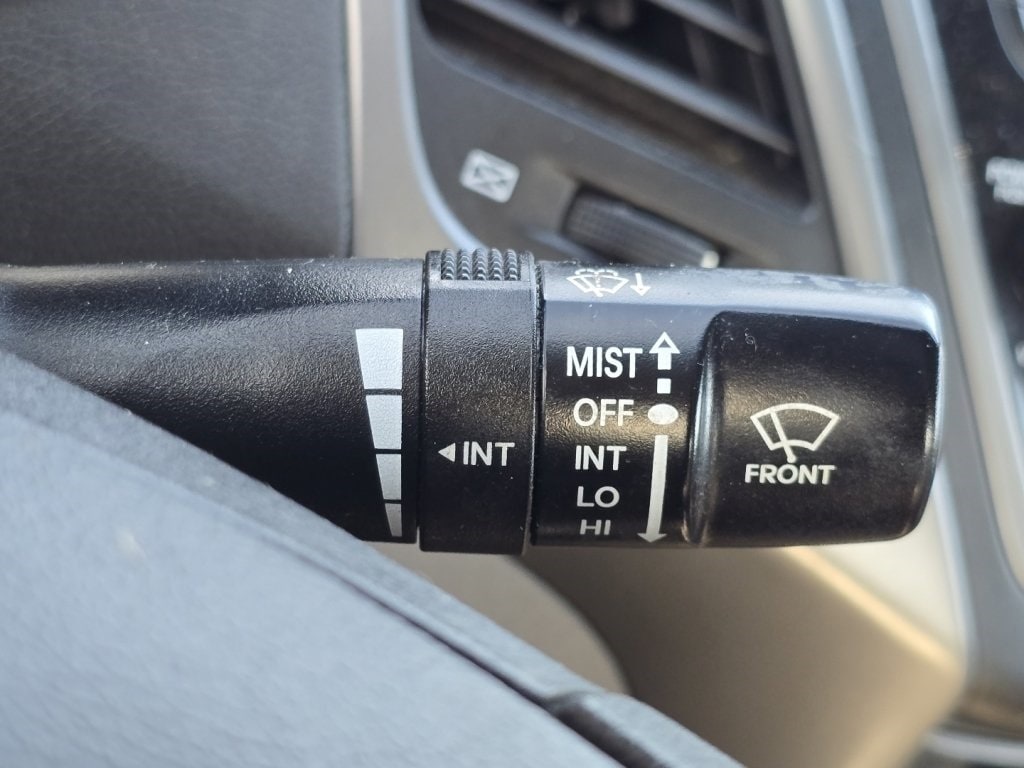 MIST
OFF
INT
LO
HI
INT
FRONT